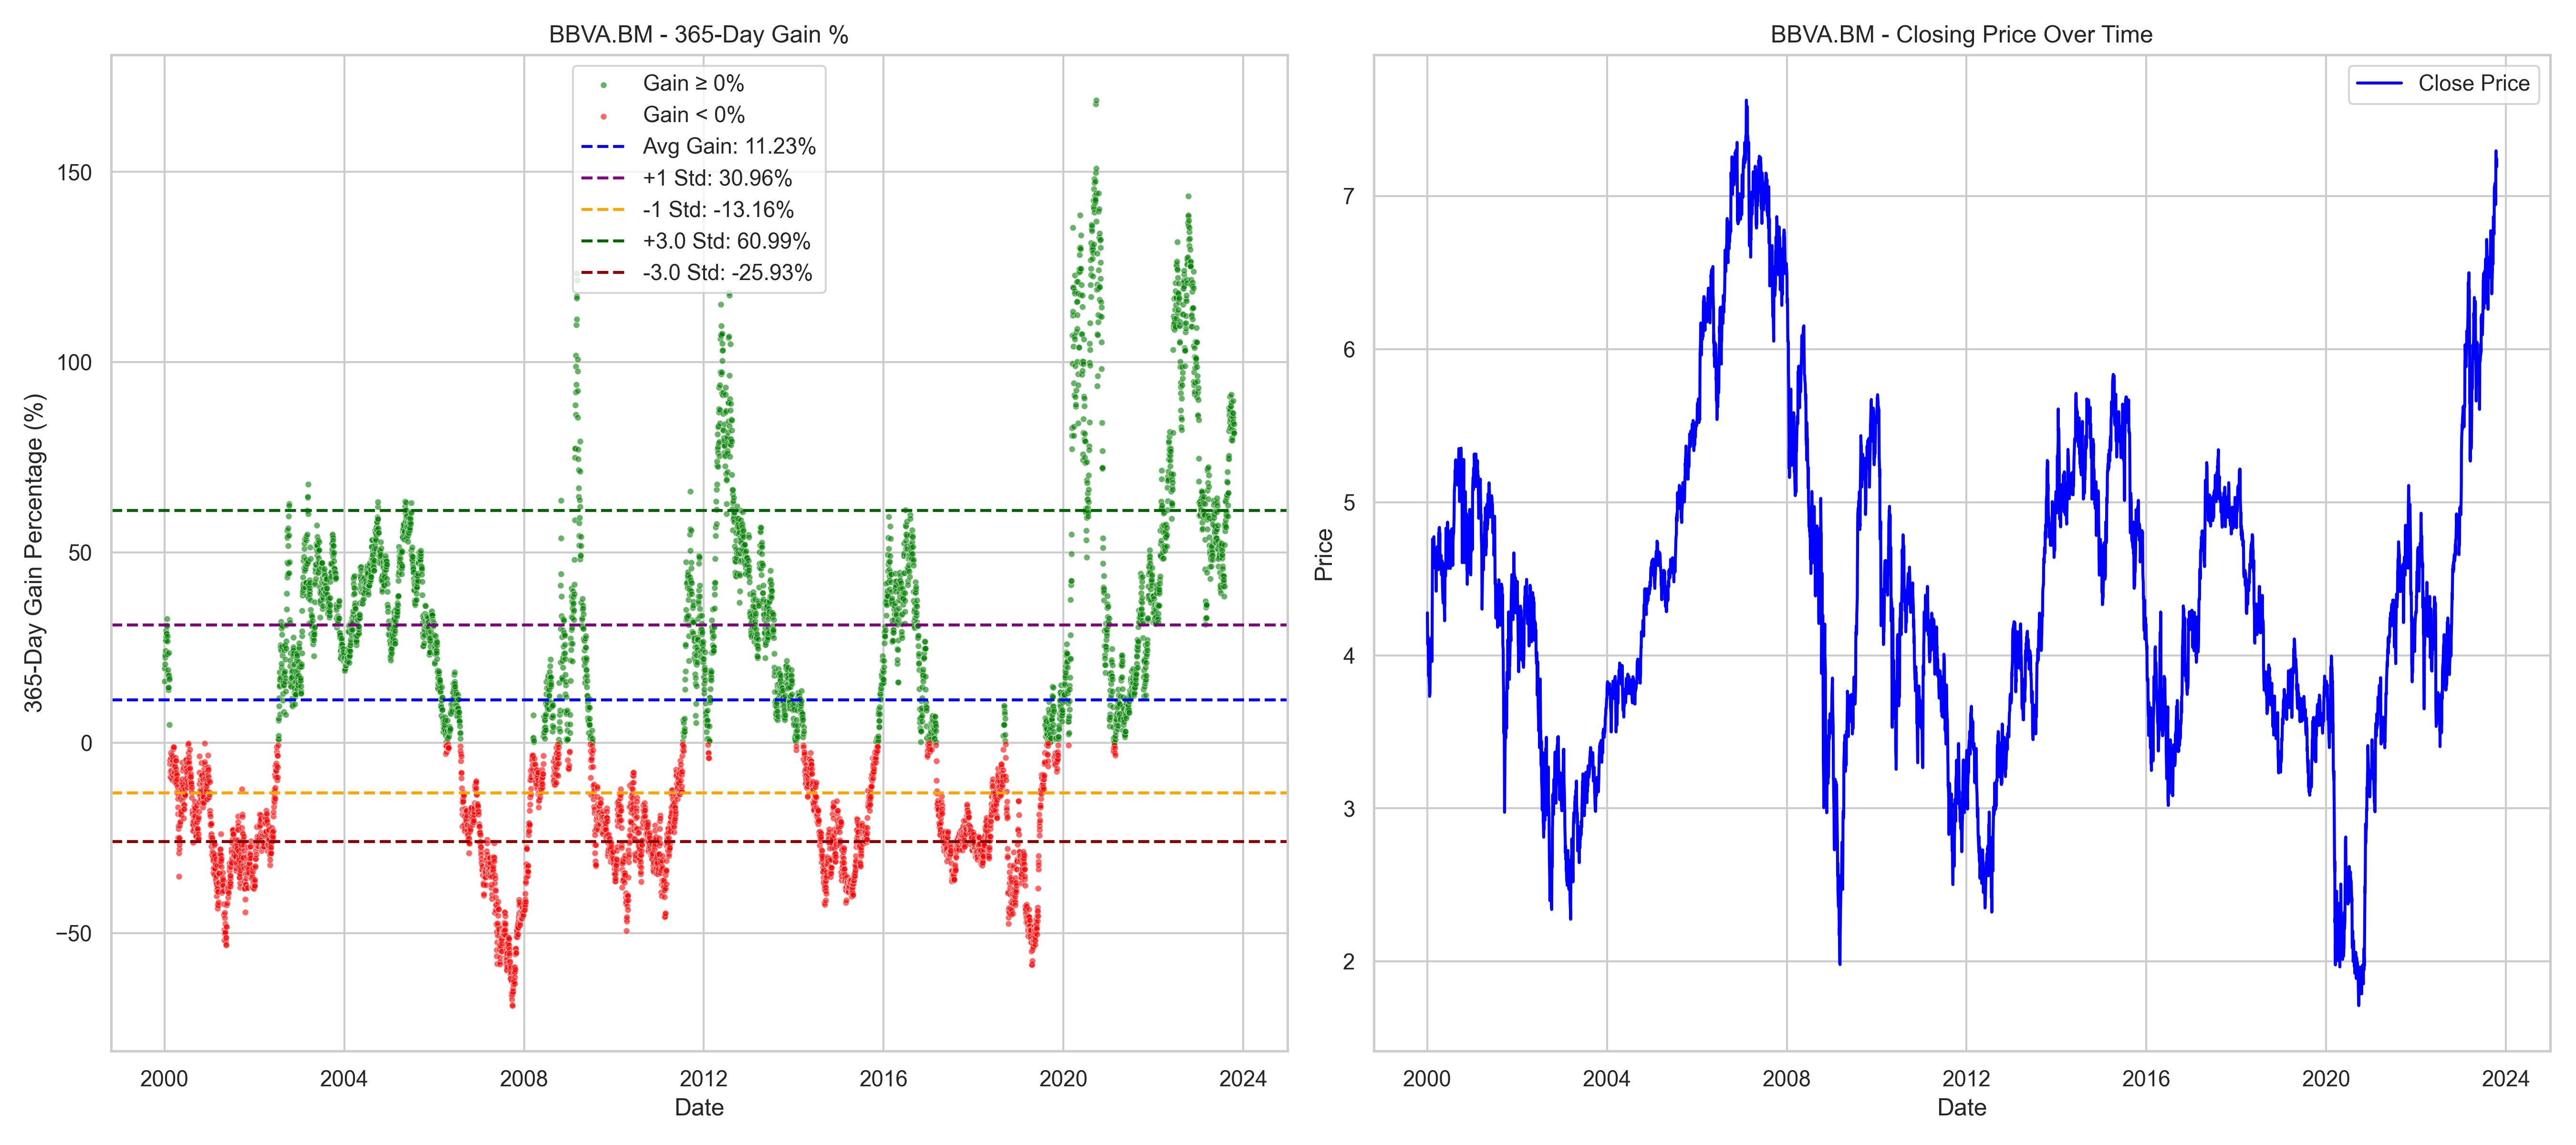 BBVA.BM - 365-Day Gain %
Gain ≥ 0%
Gain < 0%
Avg Gain: 11.23%
+1 Std: 30.96%
-1 Std: -13.16%
+3.0 Std: 60.99%
-3.0 Std: -25.93%
365-Day Gain Percentage (%)
150
100
50
0
−50
2000 2004 2008 2012 2016 2020 2024
Date
BBVA.BM - Closing Price Over Time
Close Price
Price
7
6
5
4
3
2
2000 2004 2008 2012 2016 2020 2024
Date